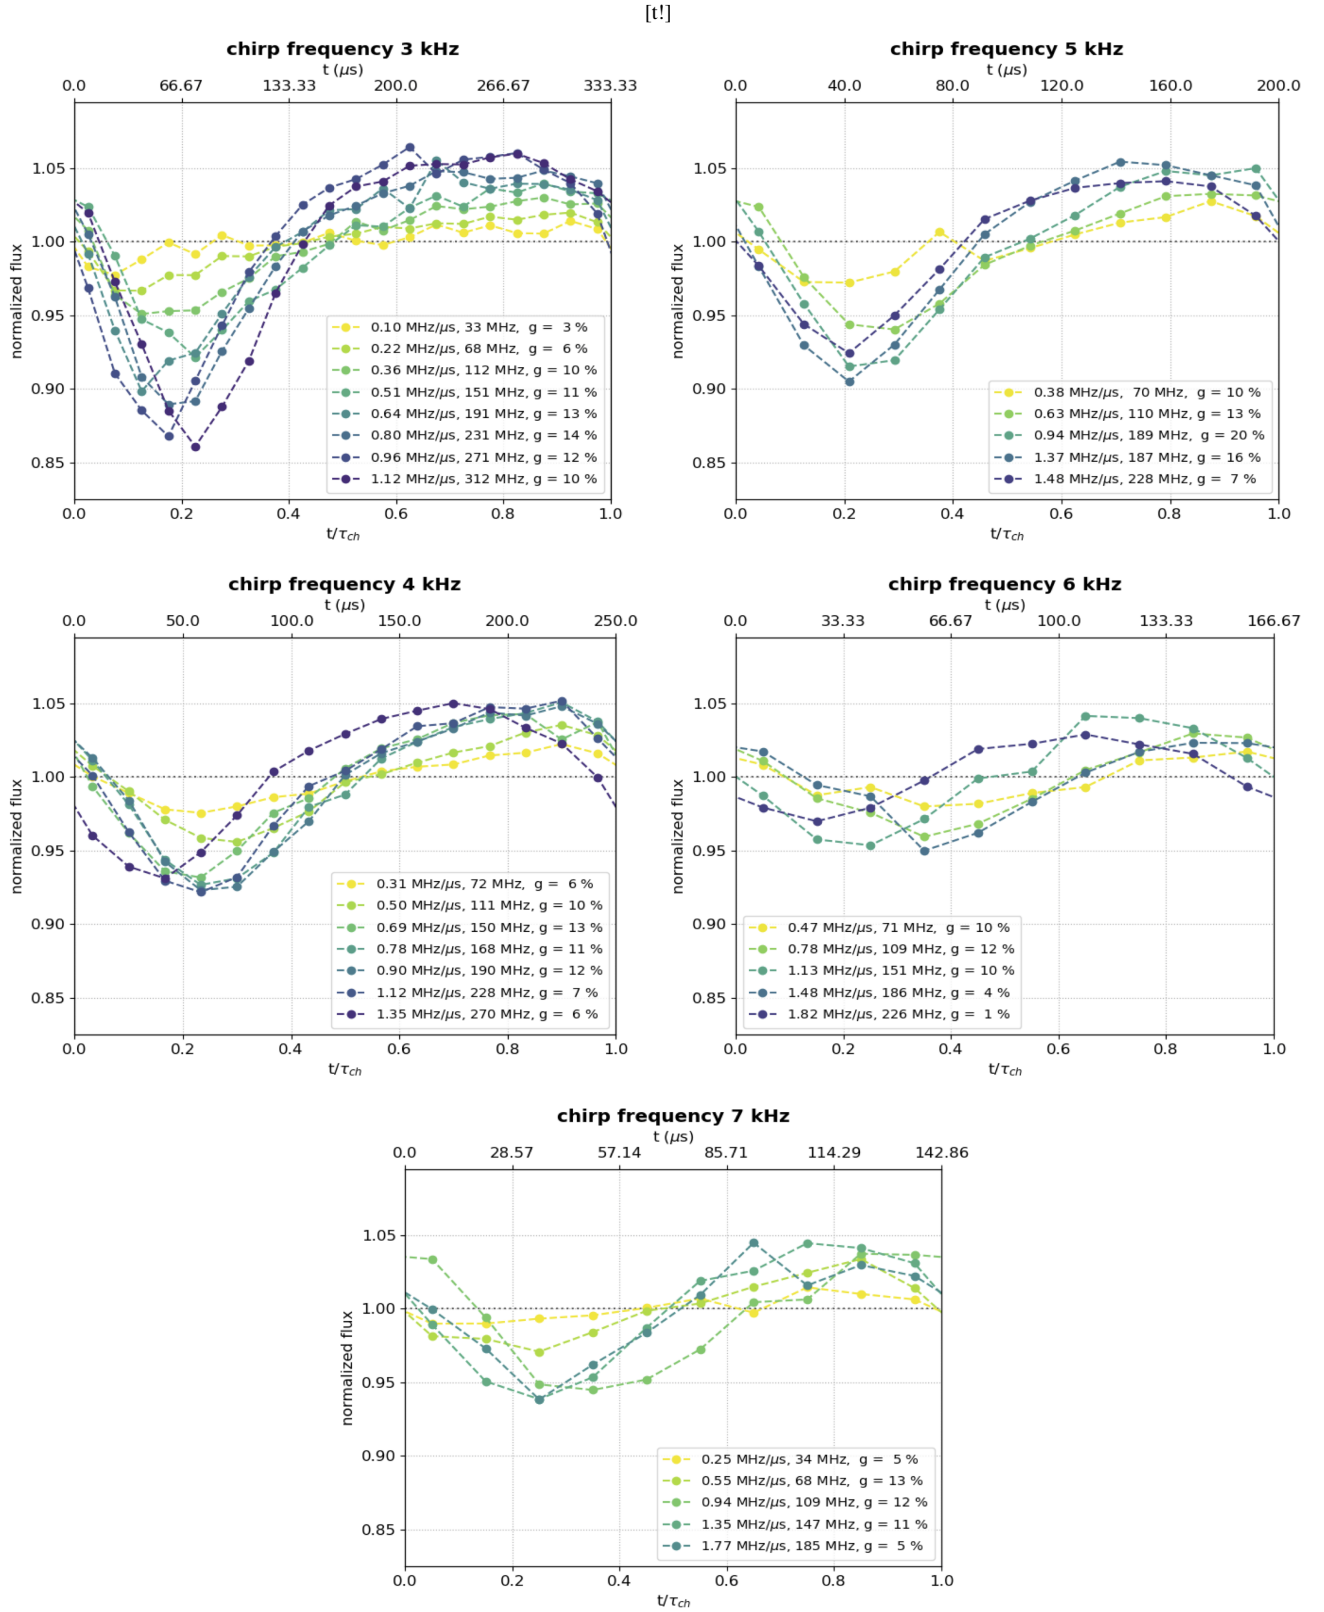 [t!]
chirp frequency 3 kHz
t (μs)
0.0 66.67 133.33 200.0 266.67 333.33
1.05
1.00
0.95
0.90
0.85
normalized flux
0.10 MHz/μs, 33 MHz, g = 3 %
0.22 MHz/μs, 68 MHz, g = 6 %
0.36 MHz/μs, 112 MHz, g = 10 %
0.51 MHz/μs, 151 MHz, g = 11 %
0.64 MHz/μs, 191 MHz, g = 13 %
0.80 MHz/μs, 231 MHz, g = 14 %
0.96 MHz/μs, 271 MHz, g = 12 %
1.12 MHz/μs, 312 MHz, g = 10 %
0.0 0.2 0.4 0.6 0.8 1.0
t/τch
chirp frequency 5 kHz
t (μs)
0.0 40.0 80.0 120.0 160.0 200.0
1.05
1.00
0.95
0.90
0.85
normalized flux
0.38 MHz/μs, 70 MHz, g = 10 %
0.63 MHz/μs, 110 MHz, g = 13 %
0.94 MHz/μs, 189 MHz, g = 20 %
1.37 MHz/μs, 187 MHz, g = 16 %
1.48 MHz/μs, 228 MHz, g = 7 %
0.0 0.2 0.4 0.6 0.8 1.0
t/τch
chirp frequency 4 kHz
t (μs)
0.0 50.0 100.0 150.0 200.0 250.0
1.05
1.00
0.95
0.90
0.85
normalized flux
0.31 MHz/μs, 72 MHz, g = 6 %
0.50 MHz/μs, 111 MHz, g = 10 %
0.69 MHz/μs, 150 MHz, g = 13 %
0.78 MHz/μs, 168 MHz, g = 11 %
0.90 MHz/μs, 190 MHz, g = 12 %
1.12 MHz/μs, 228 MHz, g = 7 %
1.35 MHz/μs, 270 MHz, g = 6 %
0.0 0.2 0.4 0.6 0.8 1.0
t/τch
chirp frequency 6 kHz
t (μs)
0.0 33.33 66.67 100.0 133.33 166.67
1.05
1.00
0.95
0.90
0.85
normalized flux
0.47 MHz/μs, 71 MHz, g = 10 %
0.78 MHz/μs, 109 MHz, g = 12 %
1.13 MHz/μs, 151 MHz, g = 10 %
1.48 MHz/μs, 186 MHz, g = 4 %
1.82 MHz/μs, 226 MHz, g = 1 %
0.0 0.2 0.4 0.6 0.8 1.0
t/τch
chirp frequency 7 kHz
t (μs)
0.0 28.57 57.14 85.71 114.29 142.86
1.05
1.00
0.95
0.90
0.85
normalized flux
0.25 MHz/μs, 34 MHz, g = 5 %
0.55 MHz/μs, 68 MHz, g = 13 %
0.94 MHz/μs, 109 MHz, g = 12 %
1.35 MHz/μs, 147 MHz, g = 11 %
1.77 MHz/μs, 185 MHz, g = 5 %
0.0 0.2 0.4 0.6 0.8 1.0
t/τch